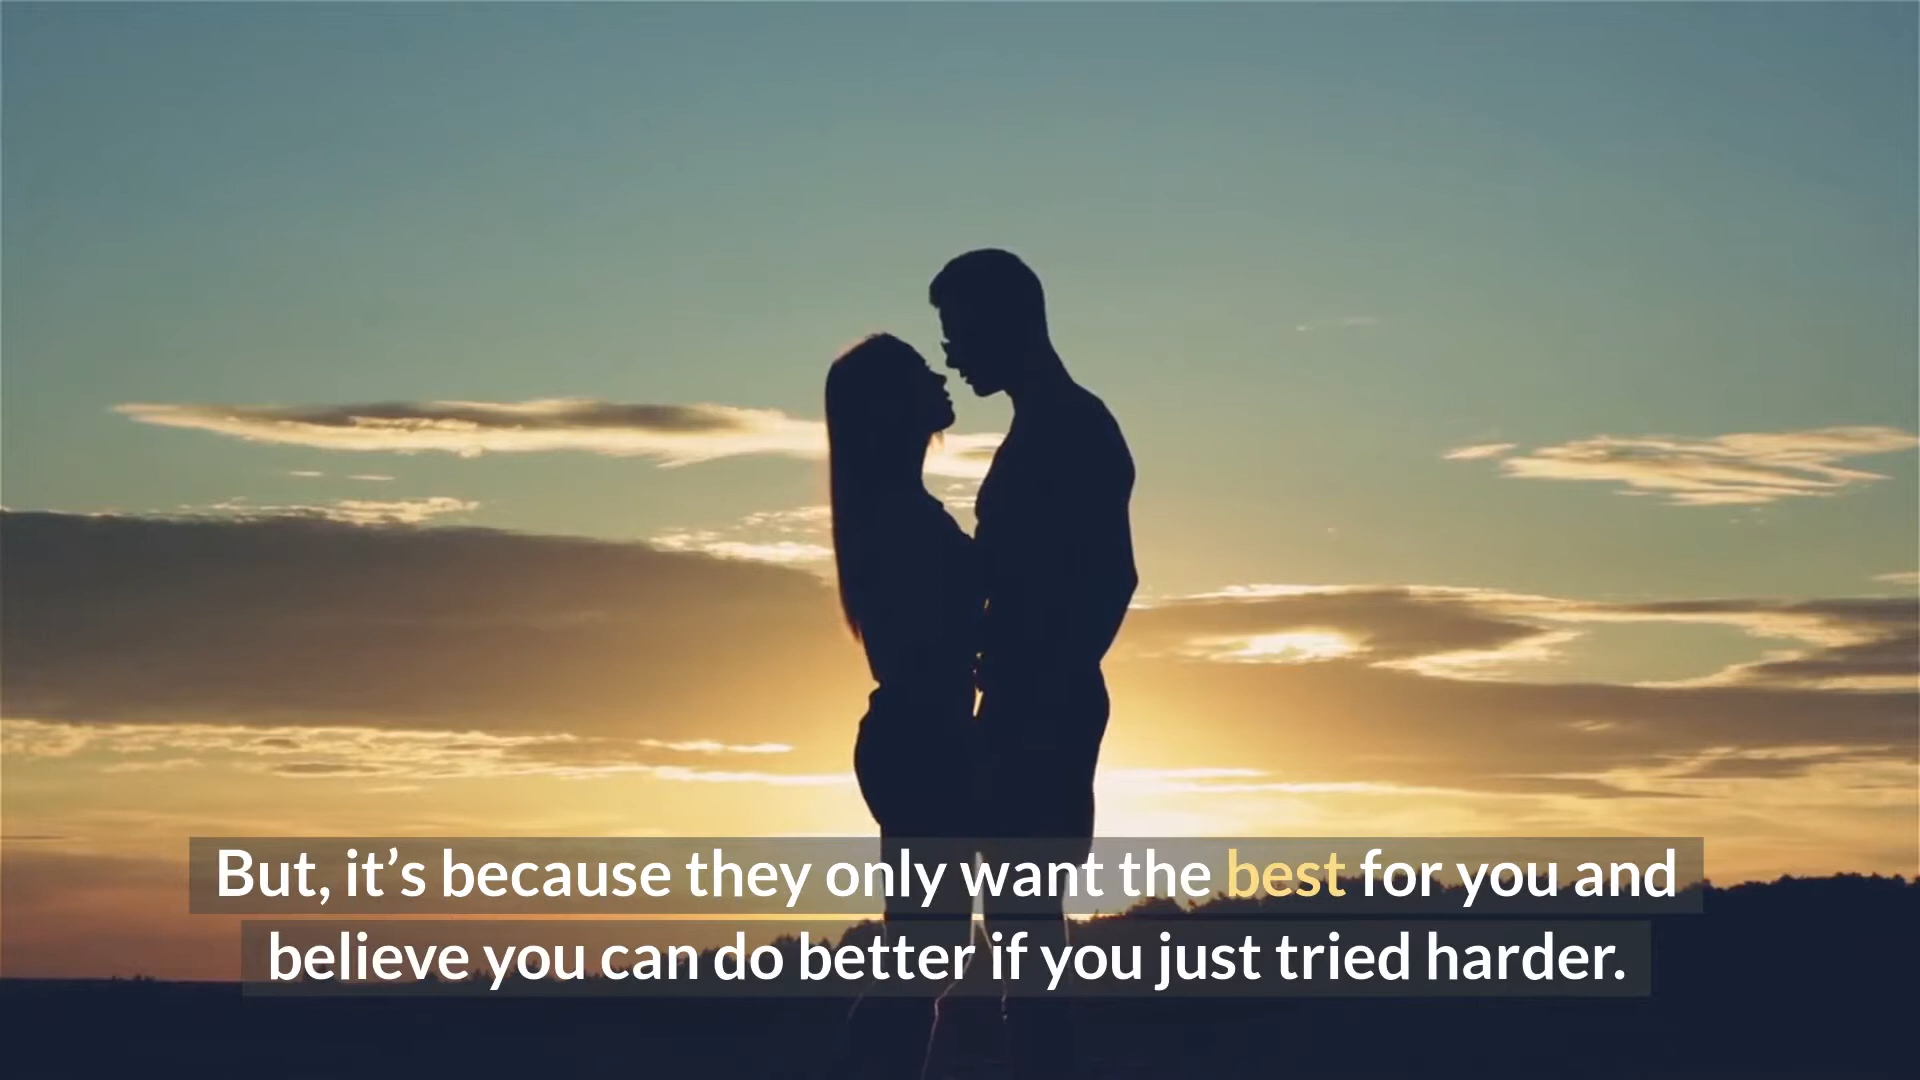 But, it’s because they only want the best for you and
believe you can do better if you just tried harder.